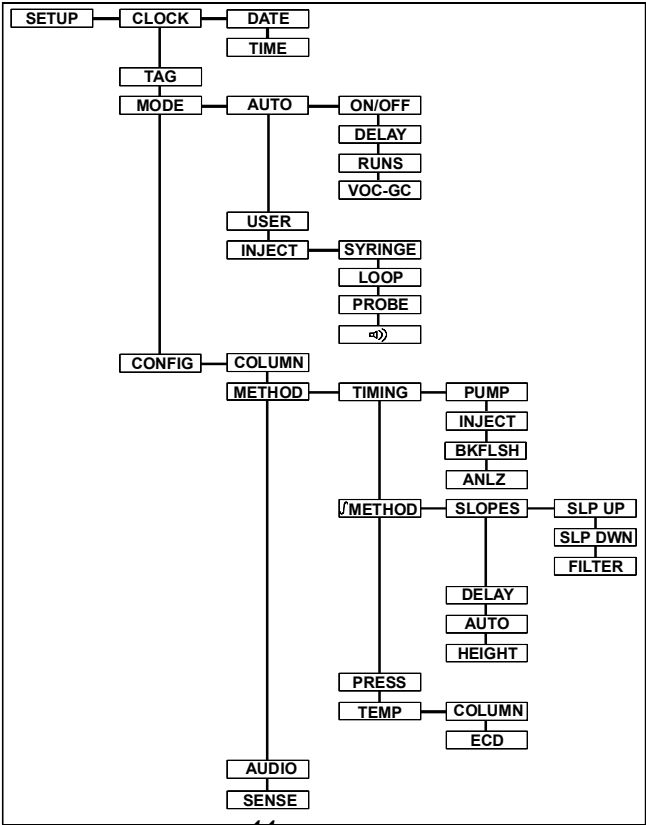 SETUP CLOCK DATE
TIME
TAG
MODE AUTO ON/OFF
DELAY
RUNS
VOC-GC
USER
INJECT SYRINGE
LOOP
PROBE
CONFIG COLUMN
METHOD TIMING PUMP
INJECT
BKFLSH
ANLZ
∫METHOD SLOPES SLP UP
SLP DWN
FILTER
DELAY
AUTO
HEIGHT
PRESS
TEMP COLUMN
ECD
AUDIO
SENSE